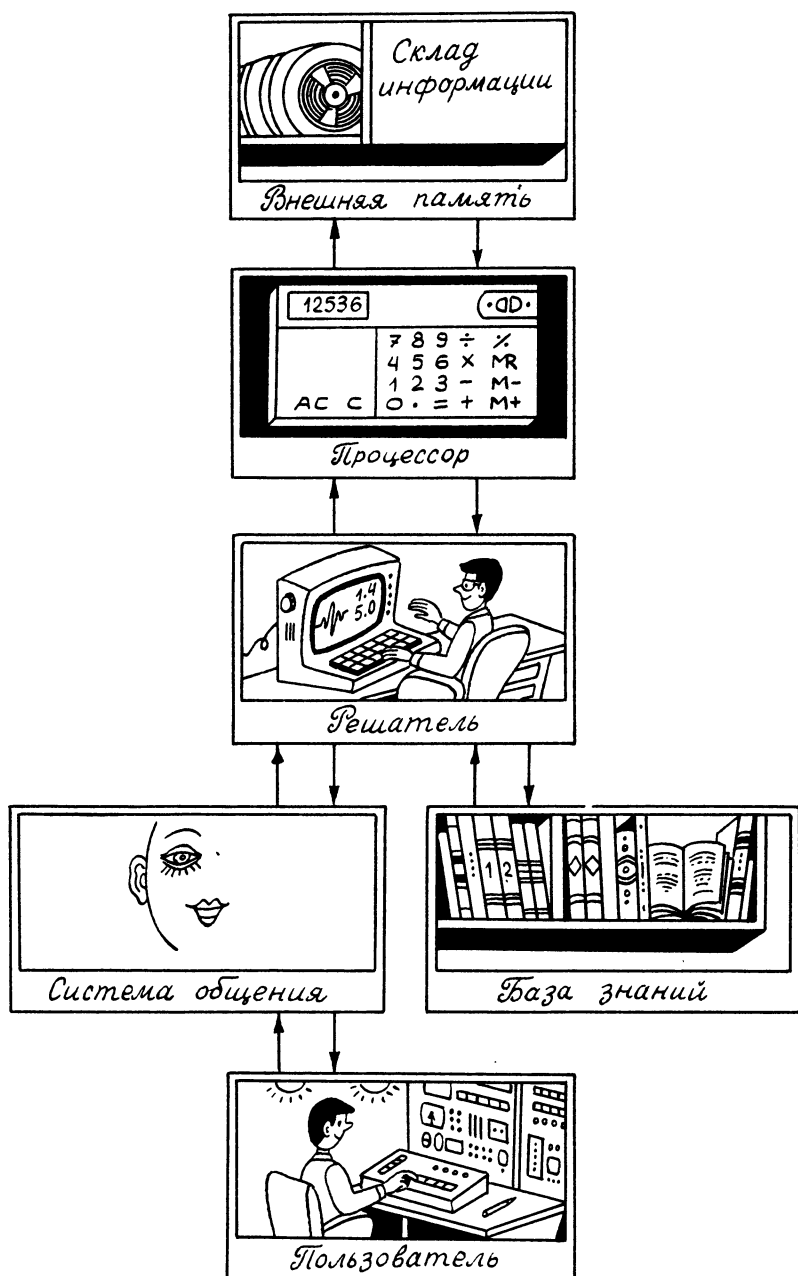 Склад
информации
Внешняя память
12536
7 8 9 ÷ %
4 5 6 × MR
1 2 3 - M-
AC C 0 . = + M+
Процессор
1.4
5.0
Решатель
1 2
Система общения
База знаний
Пользователь